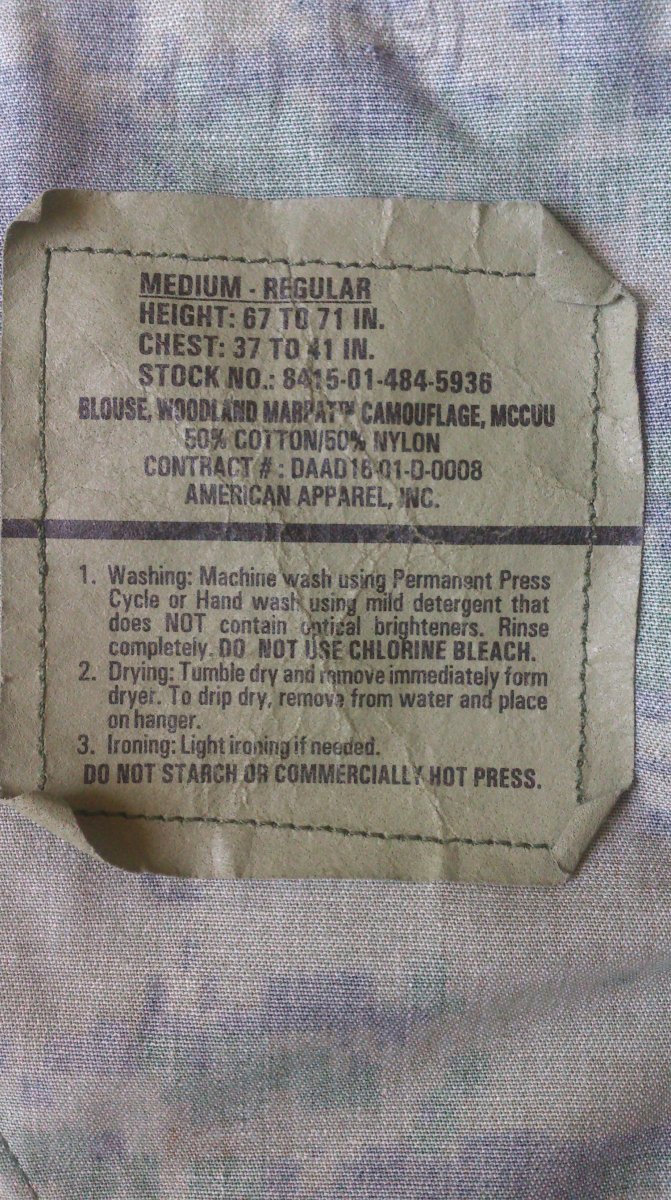 MEDIUM - REGULAR
HEIGHT: 67 TO 71 IN.
CHEST: 37 TO 41 IN.
STOCK NO.: 8415-01-484-5936
BLOUSE, WOODLAND MARPAT™ CAMOUFLAGE, MCCUU
50% COTTON/50% NYLON
CONTRACT # : DAAD16-01-D-0008
AMERICAN APPAREL, INC.
1. Washing: Machine wash using Permanent Press
Cycle or Hand wash using mild detergent that
does NOT contain optical brighteners. Rinse
completely. DO NOT USE CHLORINE BLEACH.
2. Drying: Tumble dry and remove immediately form
dryer. To drip dry, remove from water and place
on hanger.
3. Ironing: Light ironing if needed.
DO NOT STARCH OR COMMERCIALLY HOT PRESS.